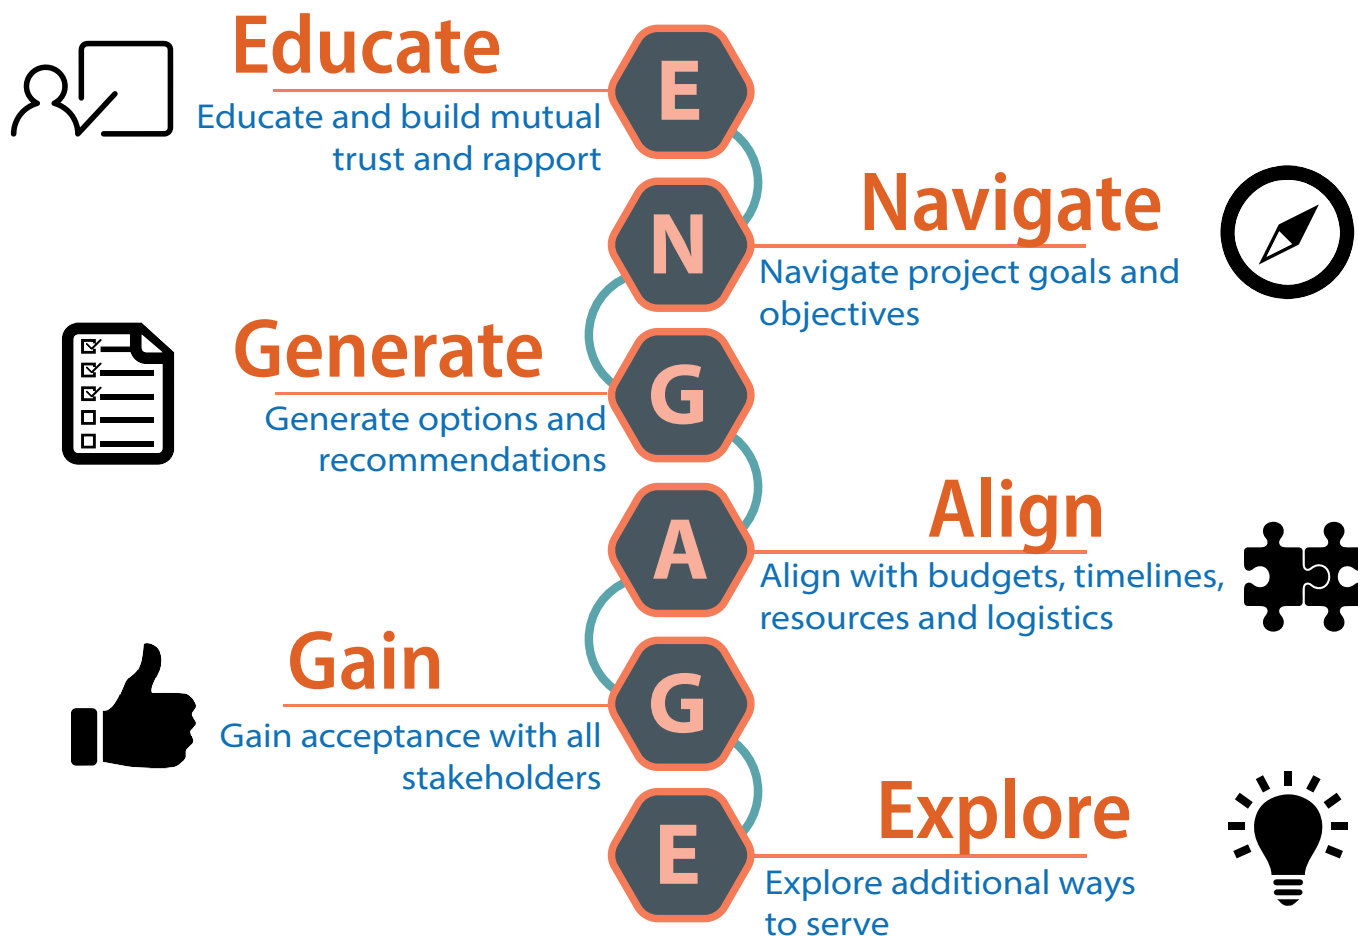 Educate
E
Educate and build mutual
trust and rapport
Navigate
N
Navigate project goals and
objectives
Generate
G
Generate options and
recommendations
Align
A
Align with budgets, timelines,
resources and logistics
Gain
G
Gain acceptance with all
stakeholders
Explore
E
Explore additional ways
to serve